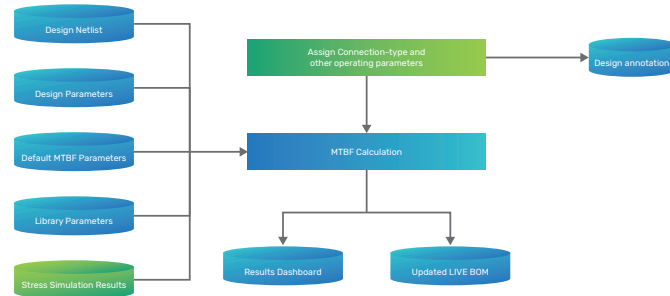 Design Netlist
Design Parameters
Default MTBF Parameters
Library Parameters
Stress Simulation Results
Assign Connection-type and
other operating parameters
Design annotation
MTBF Calculation
Results Dashboard
Updated LIVE BOM